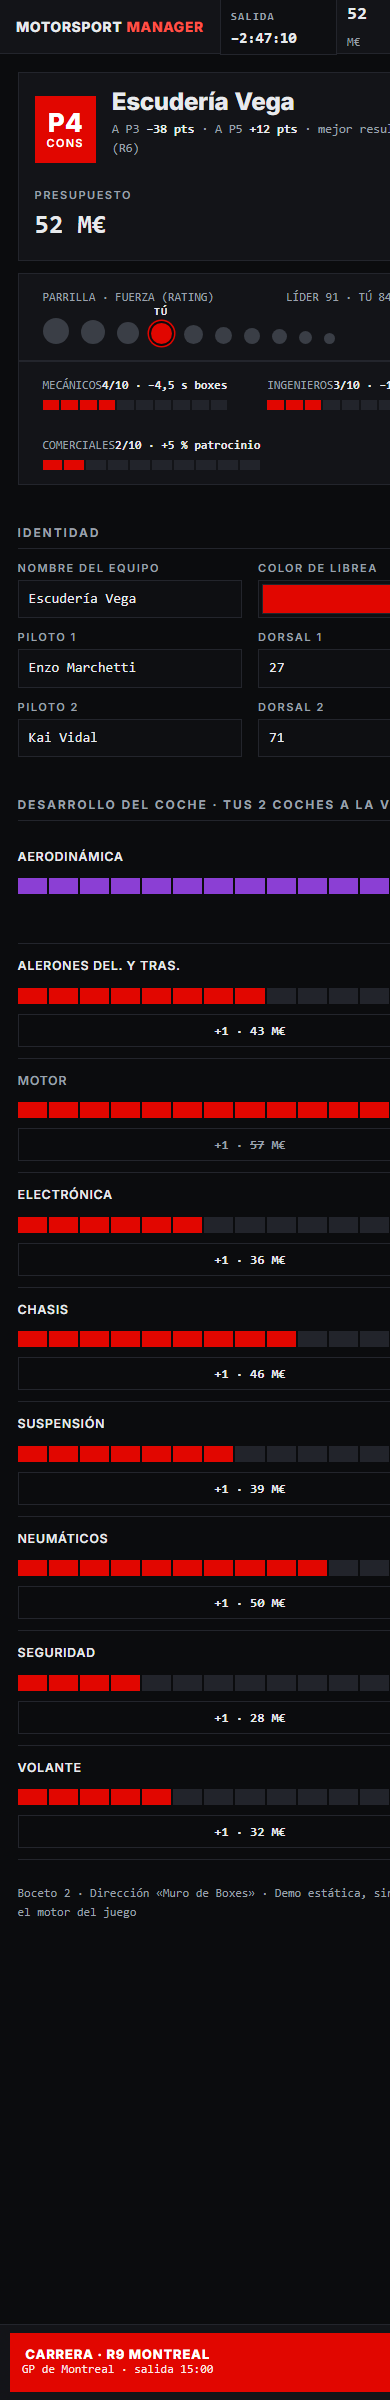 MOTORSPORT MANAGER
SALIDA
−2:47:10
52
M€
P4
CONS
Escudería Vega
A P3 −38 pts · A P5 +12 pts · mejor
(R6)
PRESUPUESTO
52 M€
PARRILLA · FUERZA (RATING)
LÍDER 91 · TÚ 84
TÚ
MECÁNICOS4/10 · −4,5 s boxes
INGENIEROS3/10 ·
COMERCIALES2/10 · +5 % patrocinio
IDENTIDAD
NOMBRE DEL EQUIPO
COLOR DE LIBREA
Escudería Vega
PILOTO 1
DORSAL 1
Enzo Marchetti
27
PILOTO 2
DORSAL 2
Kai Vidal
71
DESARROLLO DEL COCHE · TUS 2 COCHES A LA V
AERODINÁMICA
ALERONES DEL. Y TRAS.
+1 · 43 M€
MOTOR
+1 · 57 M€
ELECTRÓNICA
+1 · 36 M€
CHASIS
+1 · 46 M€
SUSPENSIÓN
+1 · 39 M€
NEUMÁTICOS
+1 · 50 M€
SEGURIDAD
+1 · 28 M€
VOLANTE
+1 · 32 M€
Boceto 2 · Dirección «Muro de Boxes» · Demo estática,
el motor del juego
CARRERA · R9 MONTREAL
GP de Montreal · salida 15:00